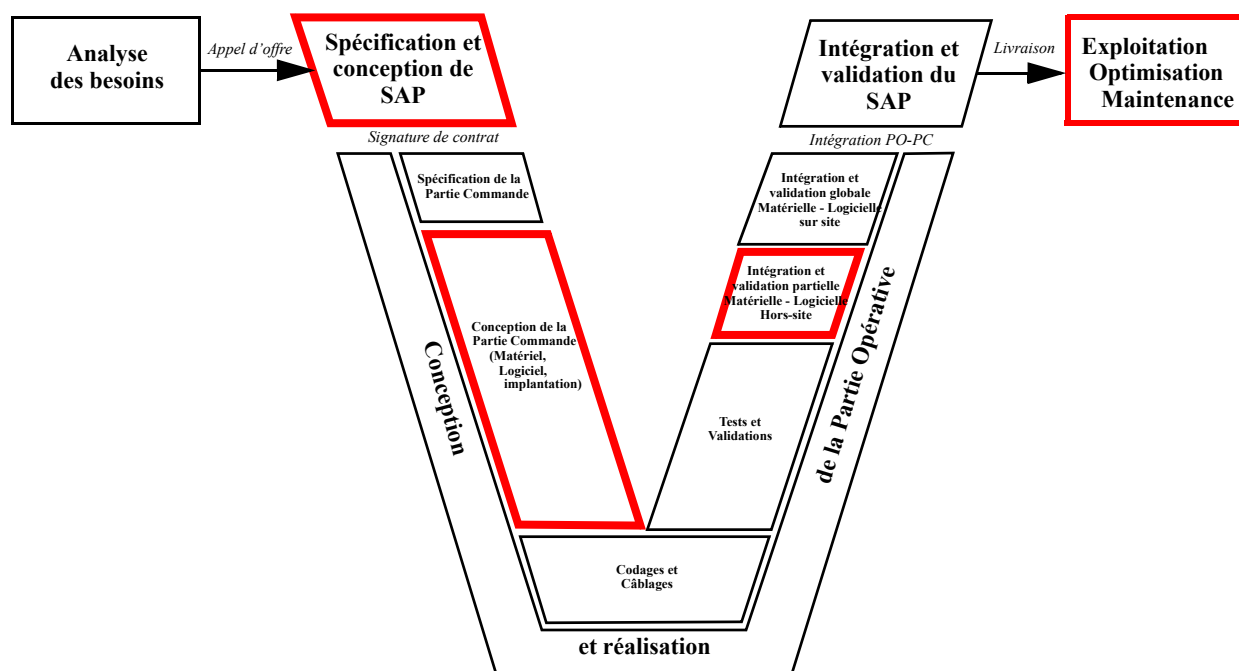 Analyse
des besoins
Appel d’offre
Spécification et
conception de
SAP
Intégration et
validation du
SAP
Livraison
Exploitation
Optimisation
Maintenance
Signature de contrat
Intégration PO-PC
Spécification de la
Partie Commande
Intégration et
validation globale
Matérielle - Logicielle
sur site
Intégration et
validation partielle
Matérielle - Logicielle
Hors-site
Conception de la
Partie Commande
(Matériel,
Logiciel,
implantation)
Tests et
Validations
Codages et
Câblages
Conception
et réalisation
de la Partie Opérative